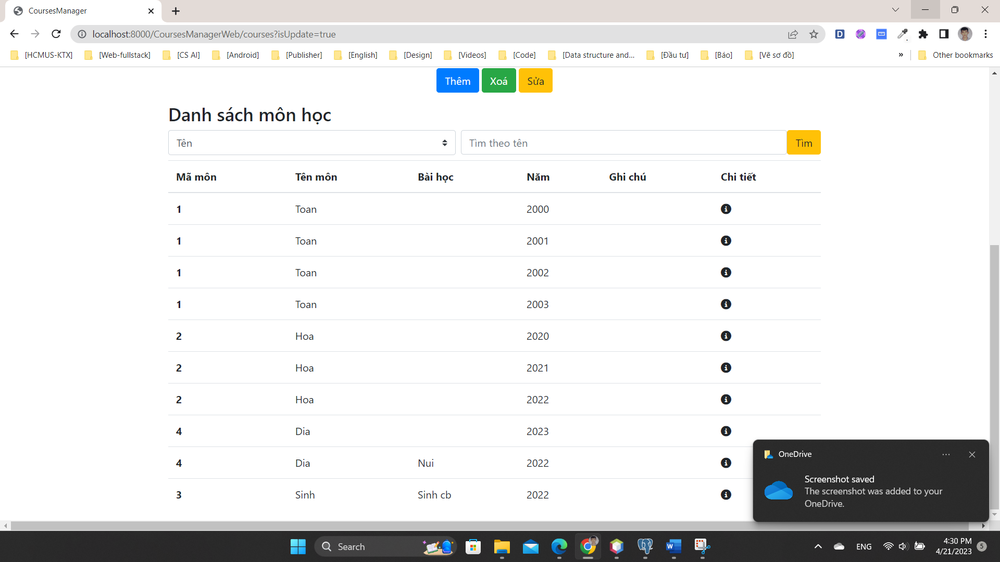 CoursesManager
localhost:8000/CoursesManagerWeb/courses?isUpdate=true
[HCMUS-KTX] [Web-fullstack] [CS AI] [Android] [Publisher] [English] [Design] [Videos] [Code] [Data structure and... [Đầu tư] [Báo] [Vẽ sơ đồ] » Other bookmarks
Thêm Xoá Sửa
Danh sách môn học
Tên Tìm theo tên Tìm
Mã môn Tên môn Bài học Năm Ghi chú Chi tiết
1 Toan 2000
1 Toan 2001
1 Toan 2002
1 Toan 2003
2 Hoa 2020
2 Hoa 2021
2 Hoa 2022
4 Dia 2023
4 Dia Nui 2022
3 Sinh Sinh cb 2022
OneDrive
Screenshot saved
The screenshot was added to your
OneDrive.
Search
ENG
4:30 PM
4/21/2023
5